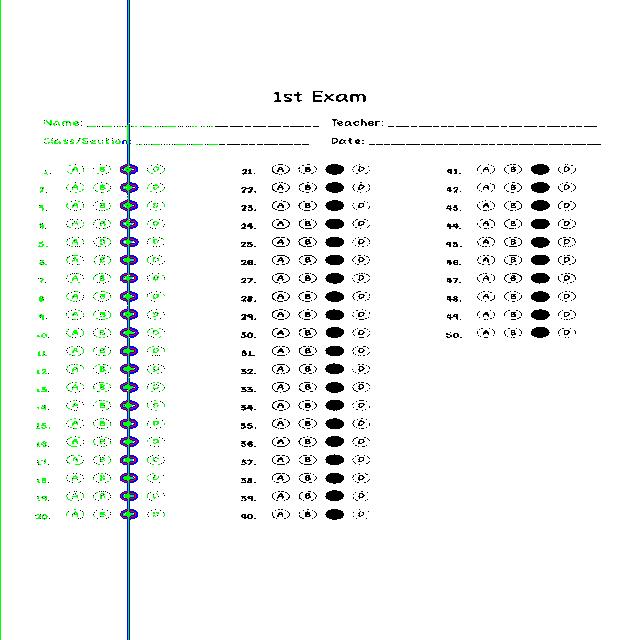 1st Exam
Name: ____________________ Teacher: ____________________
Class/Section: ____________________ Date: ____________________
1. A B D 21. A B D 41. A B D
2. A B D 22. A B D 42. A B D
3. A B D 23. A B D 43. A B D
4. A B D 24. A B D 44. A B D
5. A B D 25. A B D 45. A B D
6. A B D 26. A B D 46. A B D
7. A B D 27. A B D 47. A B D
8. A B D 28. A B D 48. A B D
9. A B D 29. A B D 49. A B D
10. A B D 30. A B D 50. A B D
11. A B D 31. A B D
12. A B D 32. A B D
13. A B D 33. A B D
14. A B D 34. A B D
15. A B D 35. A B D
16. A B D 36. A B D
17. A B D 37. A B D
18. A B D 38. A B D
19. A B D 39. A B D
20. A B D 40. A B D